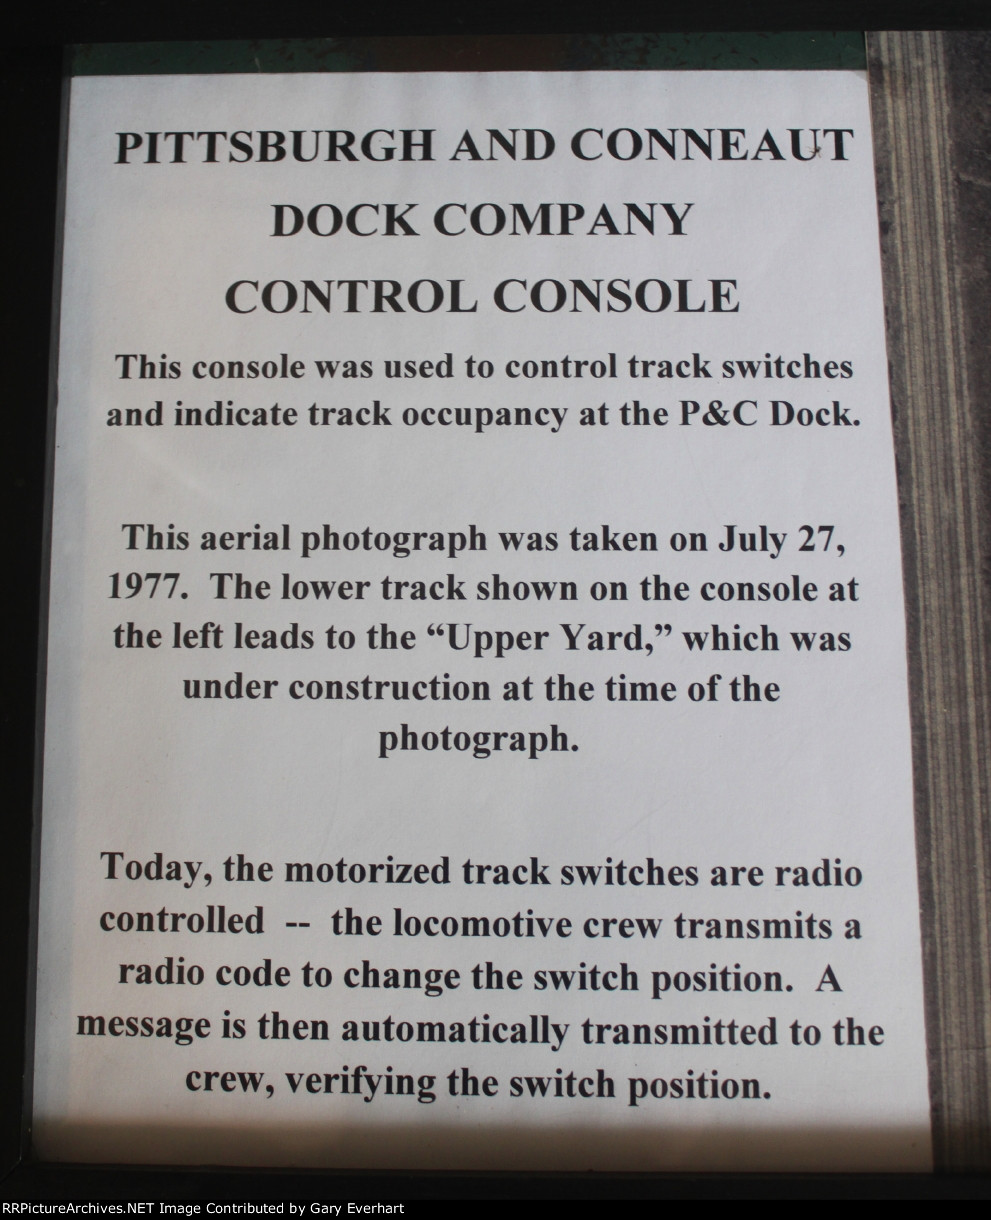 PITTSBURGH AND CONNEAUT
DOCK COMPANY
CONTROL CONSOLE
This console was used to control track switches
and indicate track occupancy at the P&C Dock.
This aerial photograph was taken on July 27,
1977.  The lower track shown on the console at
the left leads to the “Upper Yard,” which was
under construction at the time of the
photograph.
Today, the motorized track switches are radio
controlled  --  the locomotive crew transmits a
radio code to change the switch position.  A
message is then automatically transmitted to the
crew, verifying the switch position.
RRPictureArchives.NET Image Contributed by Gary Everhart